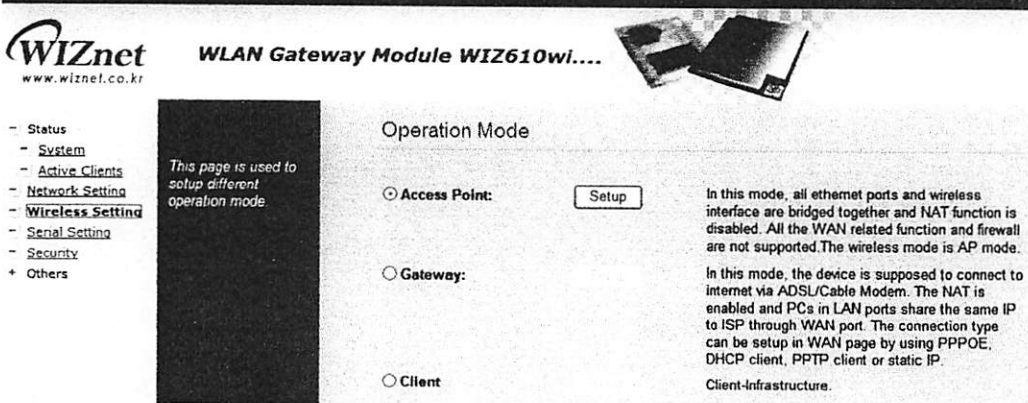 WIZnet
www.wiznet.co.kr
WLAN Gateway Module WIZ610wi....
- Status
- System
- Active Clients
- Network Setting
- Wireless Setting
- Serial Setting
- Security
+ Others
This page is used to
setup different
operation mode.
Operation Mode
Access Point:
Setup
In this mode, all ethernet ports and wireless
interface are bridged together and NAT function is
disabled. All the WAN related function and firewall
are not supported.The wireless mode is AP mode.
Gateway:
In this mode, the device is supposed to connect to
internet via ADSL/Cable Modem. The NAT is
enabled and PCs in LAN ports share the same IP
to ISP through WAN port. The connection type
can be setup in WAN page by using PPPOE,
DHCP client, PPTP client or static IP.
Client
Client-Infrastructure.